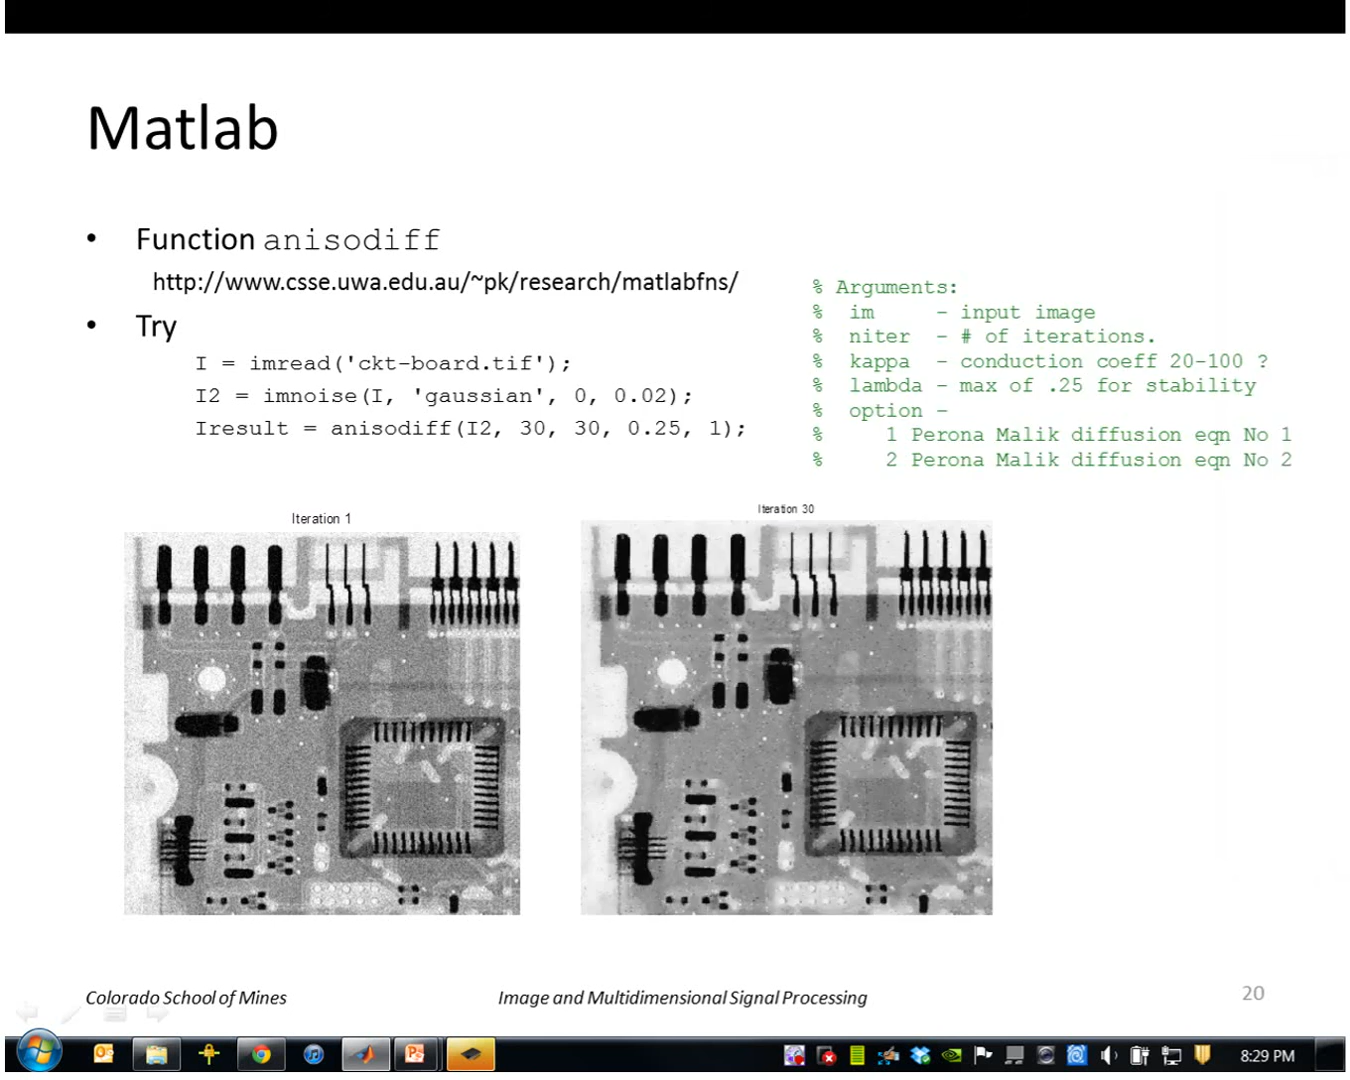 Matlab
• Function anisodiff
http://www.csse.uwa.edu.au/~pk/research/matlabfns/
• Try
I = imread('ckt-board.tif');
I2 = imnoise(I, 'gaussian', 0, 0.02);
Iresult = anisodiff(I2, 30, 30, 0.25, 1);
% Arguments:
% im - input image
% niter - # of iterations.
% kappa - conduction coeff 20-100 ?
% lambda - max of .25 for stability
% option -
% 1 Perona Malik diffusion eqn No 1
% 2 Perona Malik diffusion eqn No 2
Iteration 1
Iteration 30
Colorado School of Mines
Image and Multidimensional Signal Processing
20
8:29 PM